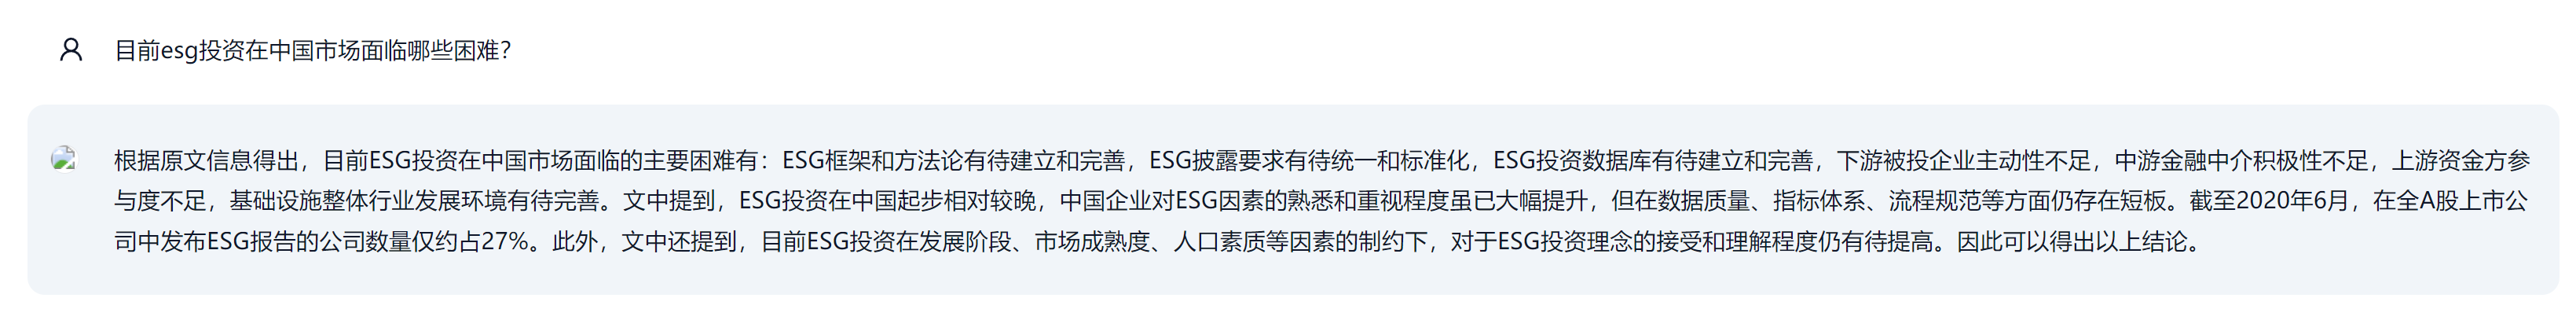 目前esg投资在中国市场面临哪些困难？
根据原文信息得出，目前ESG投资在中国市场面临的主要困难有：ESG框架和方法论有待建立和完善，ESG披露要求有待统一和标准化，ESG投资数据库有待建立和完善，下游被投企业主动性不足，中游金融中介积极性不足，上游资金方参
与度不足，基础设施整体行业发展环境有待完善。文中提到，ESG投资在中国起步相对较晚，中国企业对ESG因素的熟悉和重视程度虽已大幅提升，但在数据质量、指标体系、流程规范等方面仍存在短板。截至2020年6月，在全A股上市公
司中发布ESG报告的公司数量仅约占27%。此外，文中还提到，目前ESG投资在发展阶段、市场成熟度、人口素质等因素的制约下，对于ESG投资理念的接受和理解程度仍有待提高。因此可以得出以上结论。